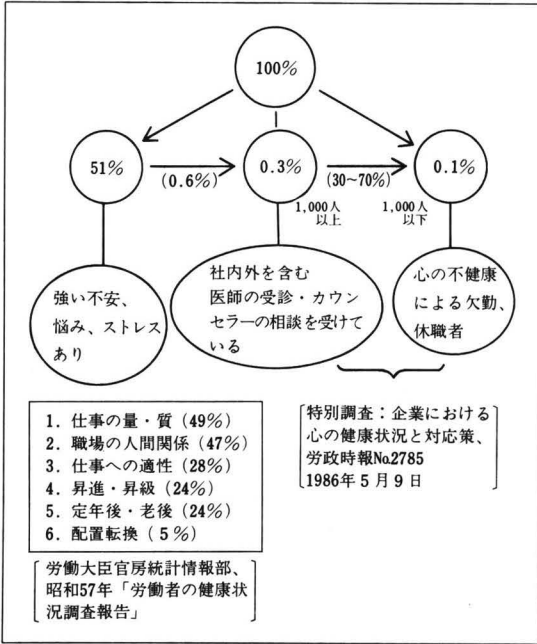 100%
51%
(0.6%)
0.3%
(30~70%)
0.1%
1,000人
以上
1,000人
以下
強い不安、
悩み、ストレス
あり
社内外を含む
医師の受診・カウン
セラーの相談を受けて
いる
心の不健康
による欠勤、
休職者
1. 仕事の量・質 (49%)
2. 職場の人間関係 (47%)
3. 仕事への適性 (28%)
4. 昇進・昇級 (24%)
5. 定年後・老後 (24%)
6. 配置転換 (5%)
労働大臣官房統計情報部、
昭和57年「労働者の健康状
況調査報告」
特別調査:企業における
心の健康状況と対応策、
労政時報No.2785
1986年5月9日